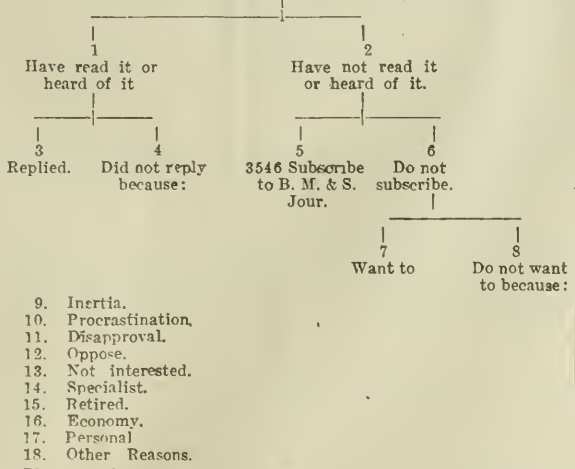 1
2
Have read it or
heard of it
Have not read it
or heard of it.
3
4
5
6
Replied.
Did not reply
because:
3546 Subscribe
to B. M. & S.
Jour.
Do not
subscribe.
7
8
Want to
Do not want
to because:
9. Inertia.
10. Procrastination.
11. Disapproval.
12. Oppose.
13. Not interested.
14. Specialist.
15. Retired.
16. Economy.
17. Personal
18. Other Reasons.